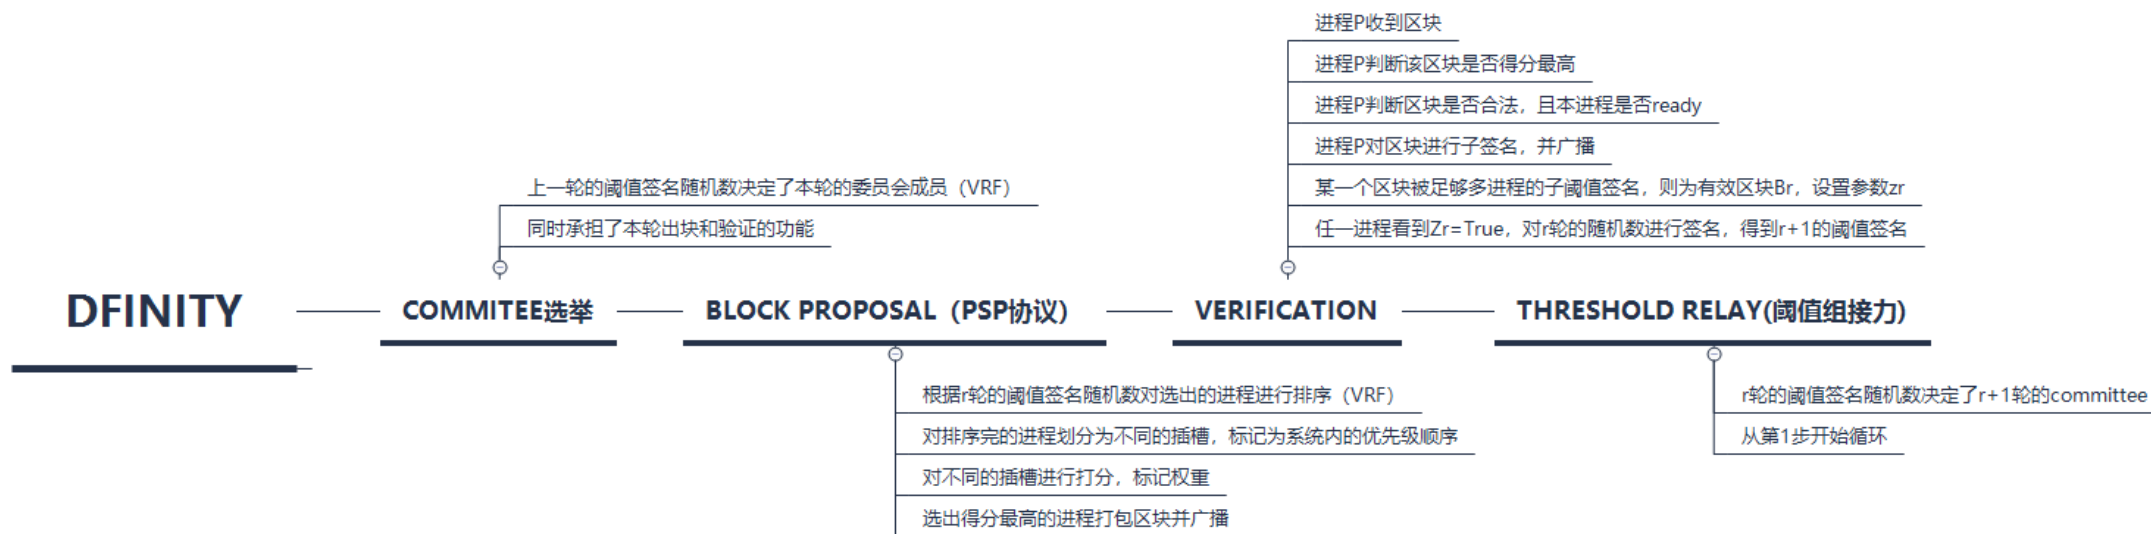 DFINITY
COMMITEE选举
上一轮的阈值签名随机数决定了本轮的委员会成员（VRF）
同时承担了本轮出块和验证的功能
BLOCK PROPOSAL（PSP协议）
根据r轮的阈值签名随机数对选出的进程进行排序（VRF）
对排序完的进程划分为不同的插槽，标记为系统内的优先级顺序
对不同的插槽进行打分，标记权重
选出得分最高的进程打包区块并广播
VERIFICATION
进程P收到区块
进程P判断该区块是否得分最高
进程P判断区块是否合法，且本进程是否ready
进程P对区块进行子签名，并广播
某一个区块被足够多进程的子阈值签名，则为有效区块Br，设置参数zr
任一进程看到Zr=True，对r轮的随机数进行签名，得到r+1的阈值签名
THRESHOLD RELAY(阈值组接力)
r轮的阈值签名随机数决定了r+1轮的committee
从第1步开始循环